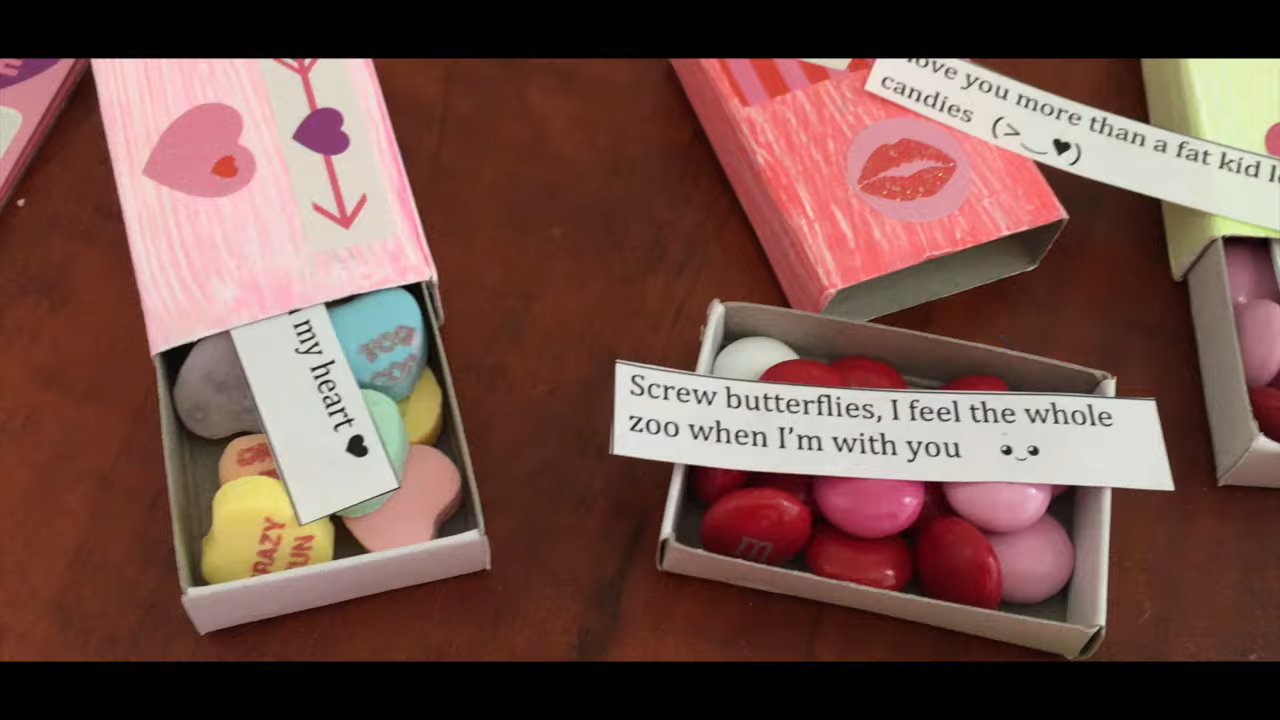 love you more than a fat kid
candies (>‿♥)
my heart ♥
Screw butterflies, I feel the whole
zoo when I'm with you
CRAZY
FUN
m